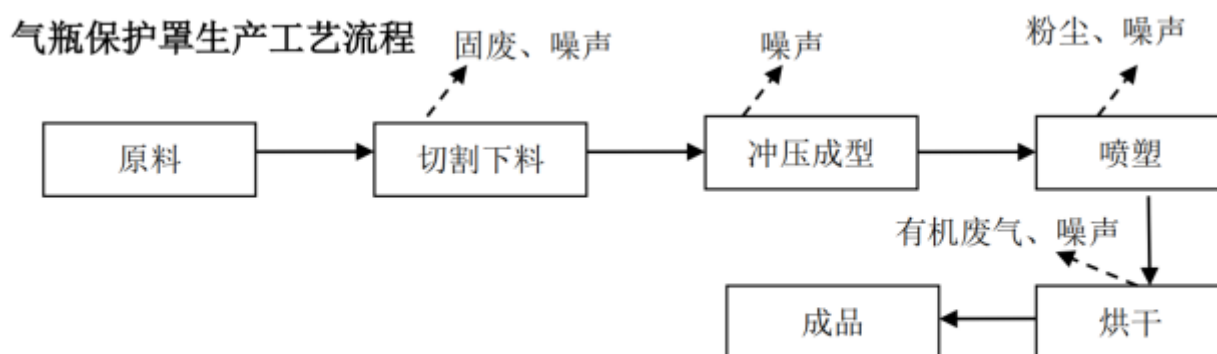 气瓶保护罩生产工艺流程
固废、噪声
噪声
粉尘、噪声
原料
切割下料
冲压成型
喷塑
有机废气、噪声
成品
烘干